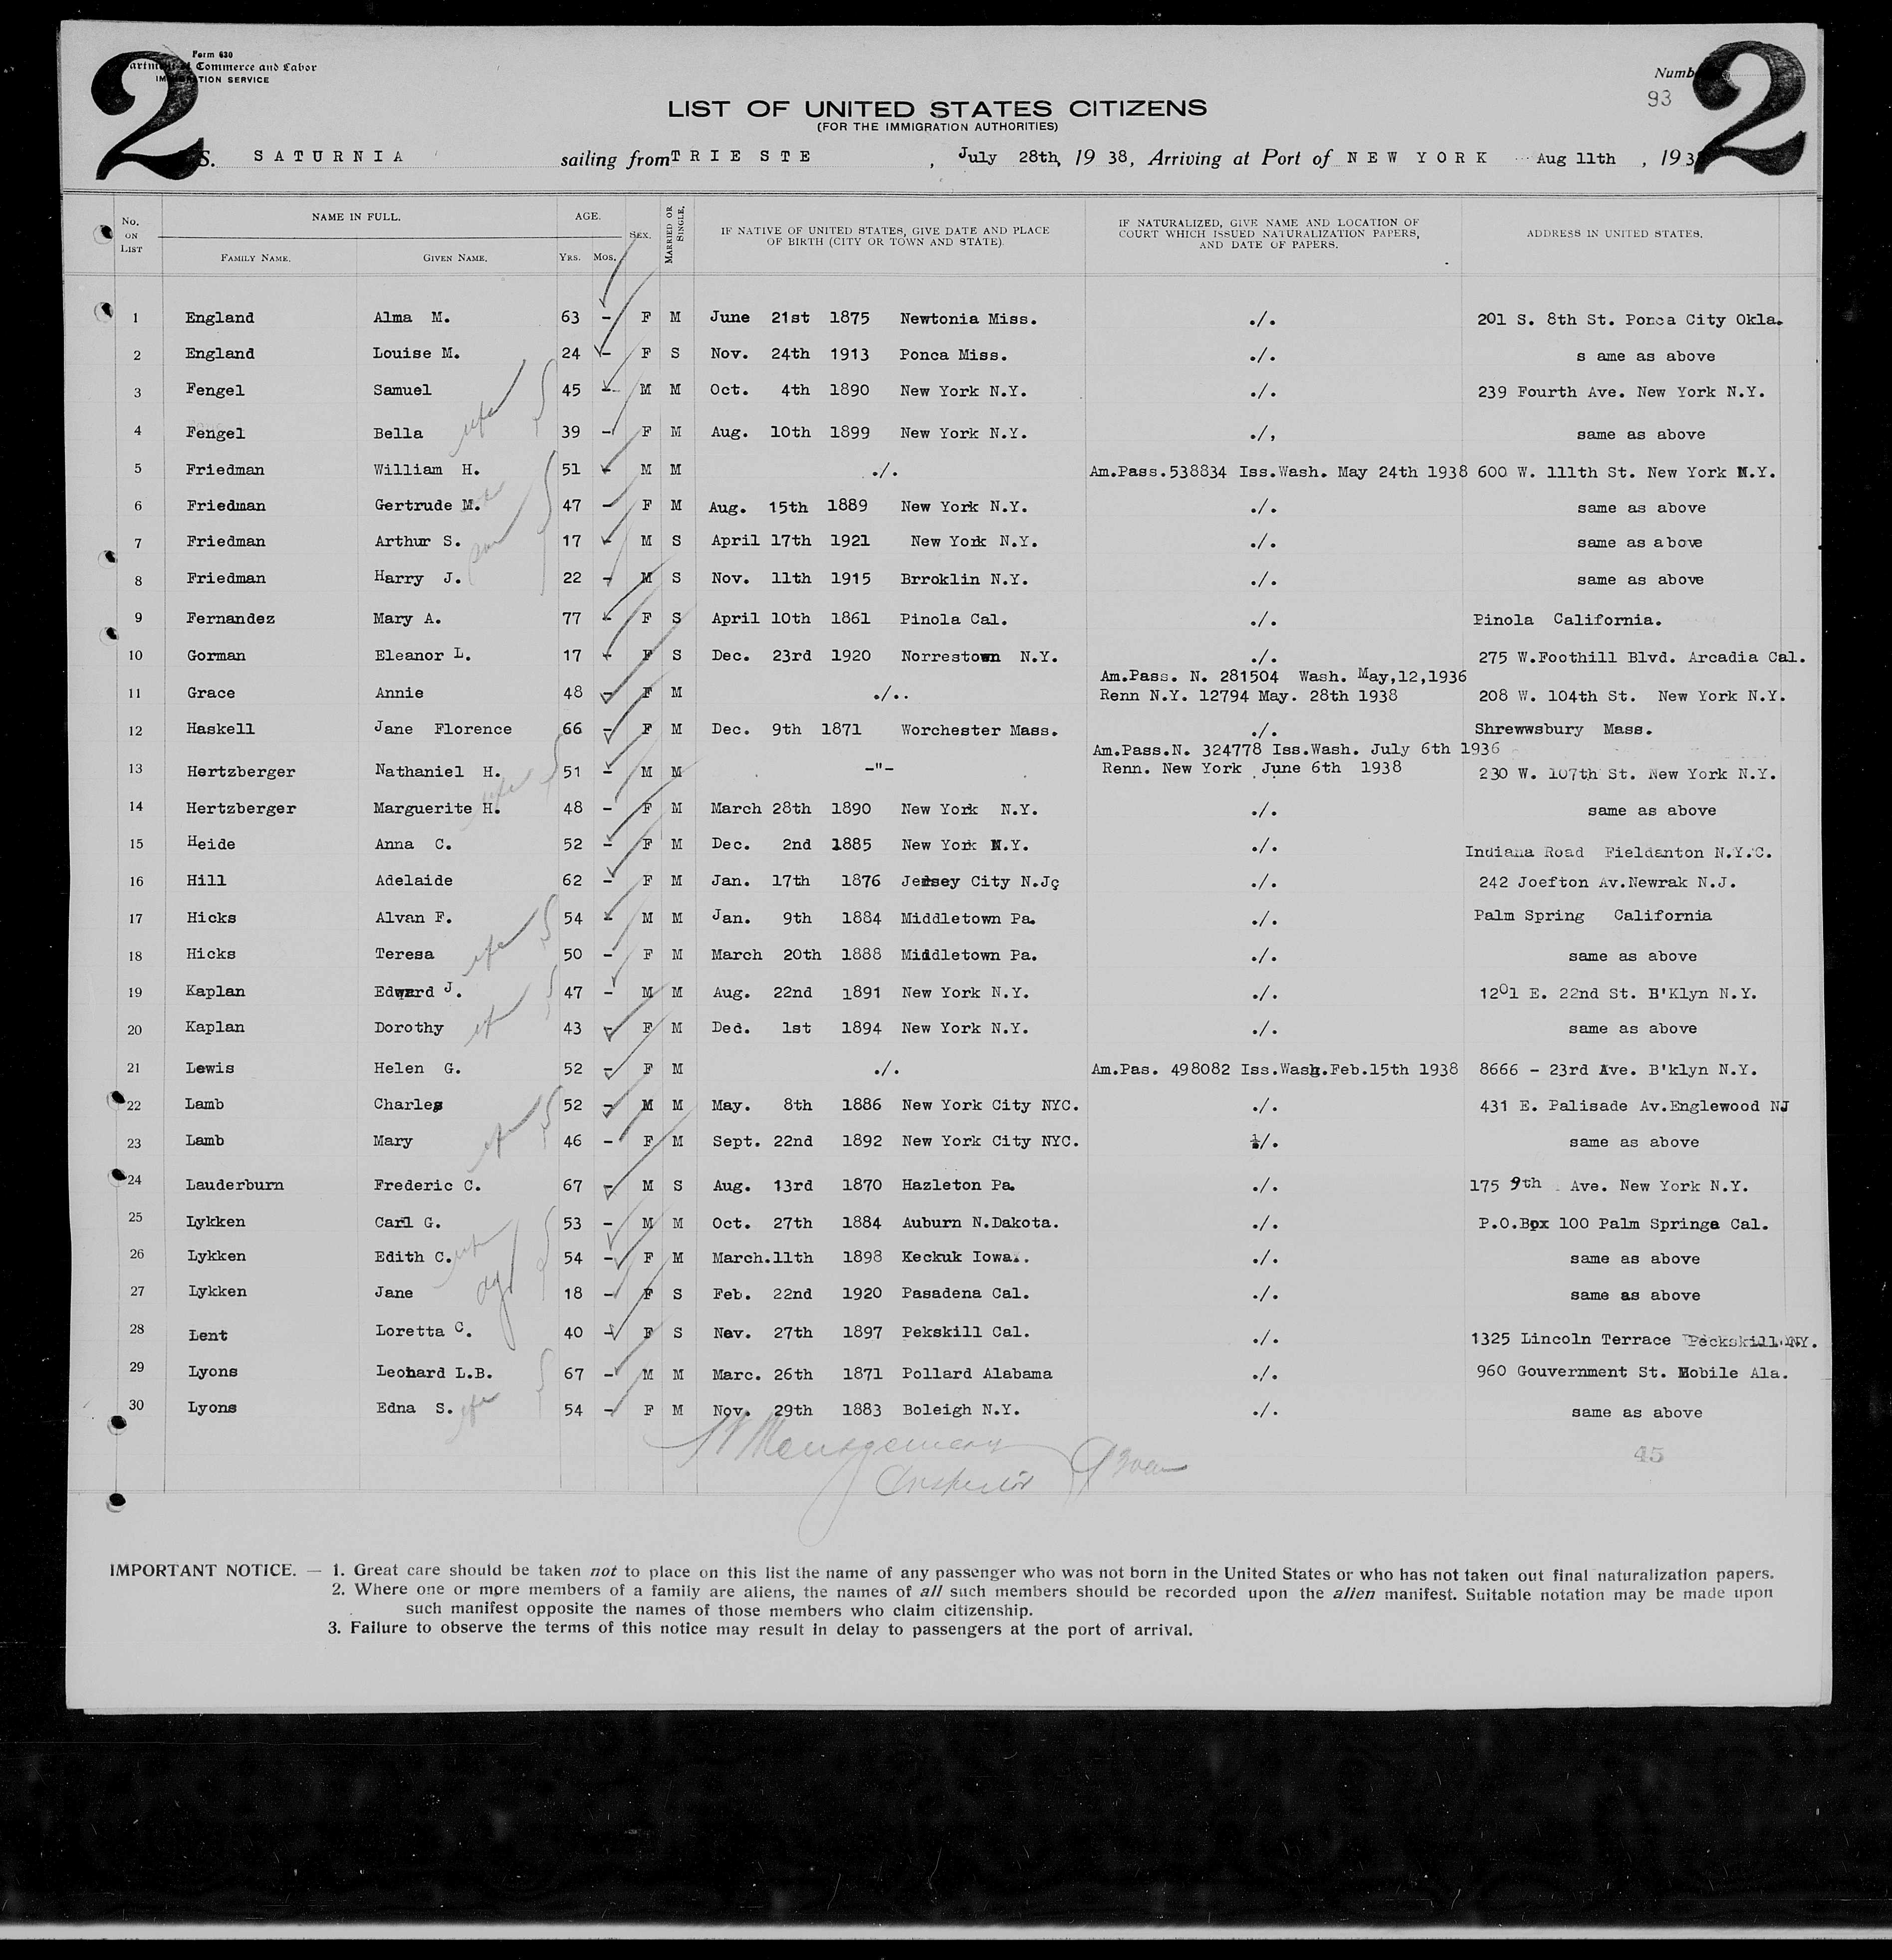 2 2
Form 630
Commerce and Labor
IMMIGRATION SERVICE
93
LIST OF UNITED STATES CITIZENS
(FOR THE IMMIGRATION AUTHORITIES)
S. SATURNIA sailing from TRIESTE, July 28th, 1938, Arriving at Port of NEW YORK Aug 11th, 193
No. ON LIST NAME IN FULL. AGE. SEX. MARRIED OR SINGLE. IF NATIVE OF UNITED STATES, GIVE DATE AND PLACE OF BIRTH (CITY OR TOWN AND STATE). IF NATURALIZED, GIVE NAME AND LOCATION OF COURT WHICH ISSUED NATURALIZATION PAPERS, AND DATE OF PAPERS. ADDRESS IN UNITED STATES.
FAMILY NAME. GIVEN NAME. YRS. MOS.
1 England Alma M. 63 - F M June 21st 1875 Newtonia Miss. ./. 201 S. 8th St. Ponca City Okla.
2 England Louise M. 24 - F S Nov. 24th 1913 Ponca Miss. ./. s ame as above
3 Fengel Samuel 45 - M M Oct. 4th 1890 New York N.Y. ./. 239 Fourth Ave. New York N.Y.
4 Fengel Bella wife 39 - F M Aug. 10th 1899 New York N.Y. ./, same as above
5 Friedman William H. 51 - M M ./. Am.Pass.538834 Iss.Wash. May 24th 1938 600 W. 111th St. New York N.Y.
6 Friedman Gertrude M. wife 47 - F M Aug. 15th 1889 New York N.Y. ./. same as above
7 Friedman Arthur S. 17 - M S April 17th 1921 New York N.Y. ./. same as above
8 Friedman Harry J. 22 - M S Nov. 11th 1915 Brroklin N.Y. ./. same as above
9 Fernandez Mary A. 77 - F S April 10th 1861 Pinola Cal. ./. Pinola California.
10 Gorman Eleanor L. 17 - F S Dec. 23rd 1920 Norrestown N.Y. ./. 275 W.Foothill Blvd. Arcadia Cal.
Am.Pass. N. 281504 Wash. May,12,1936
11 Grace Annie 48 - F M ./.. Renn N.Y. 12794 May. 28th 1938 208 W. 104th St. New York N.Y.
12 Haskell Jane Florence 66 - F M Dec. 9th 1871 Worchester Mass. ./. Shrewwsbury Mass.
Am.Pass.N. 324778 Iss.Wash. July 6th 1936
13 Hertzberger Nathaniel H. 51 - M M -"- Renn. New York June 6th 1938 230 W. 107th St. New York N.Y.
14 Hertzberger Marguerite H. wife 48 - F M March 28th 1890 New York N.Y. ./. same as above
15 Heide Anna C. 52 - F M Dec. 2nd 1885 New York N.Y. ./. Indiana Road Fieldanton N.Y.C.
16 Hill Adelaide 62 - F M Jan. 17th 1876 Jersey City N.J. ./. 242 Joefton Av.Newrak N.J.
17 Hicks Alvan F. 54 - M M Jan. 9th 1884 Middletown Pa. ./. Palm Spring California
18 Hicks Teresa wife 50 - F M March 20th 1888 Middletown Pa. ./. same as above
19 Kaplan Edward J. 47 - M M Aug. 22nd 1891 New York N.Y. ./. 1201 E. 22nd St. B'Klyn N.Y.
20 Kaplan Dorothy wife 43 - F M Ded. 1st 1894 New York N.Y. ./. same as above
21 Lewis Helen G. 52 - F M ./. Am.Pas. 498082 Iss.Wash.Feb.15th 1938 8666 - 23rd Ave. B'klyn N.Y.
22 Lamb Charles 52 - M M May. 8th 1886 New York City NYC. ./. 431 E. Palisade Av.Englewood NJ
23 Lamb Mary wife 46 - F M Sept. 22nd 1892 New York City NYC. ./. same as above
24 Lauderburn Frederic C. 67 - M S Aug. 13rd 1870 Hazleton Pa. ./. 175 9th Ave. New York N.Y.
25 Lykken Carl G. 53 - M M Oct. 27th 1884 Auburn N.Dakota. ./. P.O.Box 100 Palm Springs Cal.
26 Lykken Edith C. wife 54 - F M March.11th 1898 Keckuk Iowa.. ./. same as above
27 Lykken Jane 18 - F S Feb. 22nd 1920 Pasadena Cal. ./. same as above
28 Lent Loretta C. 40 - F S Nov. 27th 1897 Pekskill Cal. ./. 1325 Lincoln Terrace Peckskill.NY.
29 Lyons Leonard L.B. 67 - M M Marc. 26th 1871 Pollard Alabama ./. 960 Gouvernment St. Mobile Ala.
30 Lyons Edna S. wife 54 - F M Nov. 29th 1883 Boleigh N.Y. ./. same as above
Montgomery
Inspector
45
IMPORTANT NOTICE. — 1. Great care should be taken not to place on this list the name of any passenger who was not born in the United States or who has not taken out final naturalization papers.
2. Where one or more members of a family are aliens, the names of all such members should be recorded upon the alien manifest. Suitable notation may be made upon
such manifest opposite the names of those members who claim citizenship.
3. Failure to observe the terms of this notice may result in delay to passengers at the port of arrival.